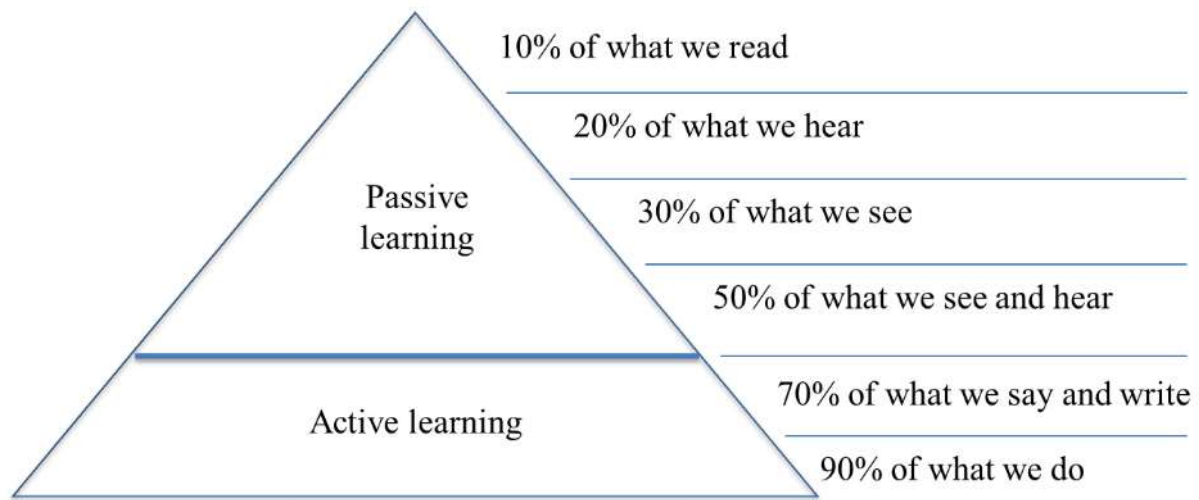 10% of what we read
20% of what we hear
Passive
learning
30% of what we see
50% of what we see and hear
70% of what we say and write
Active learning
90% of what we do